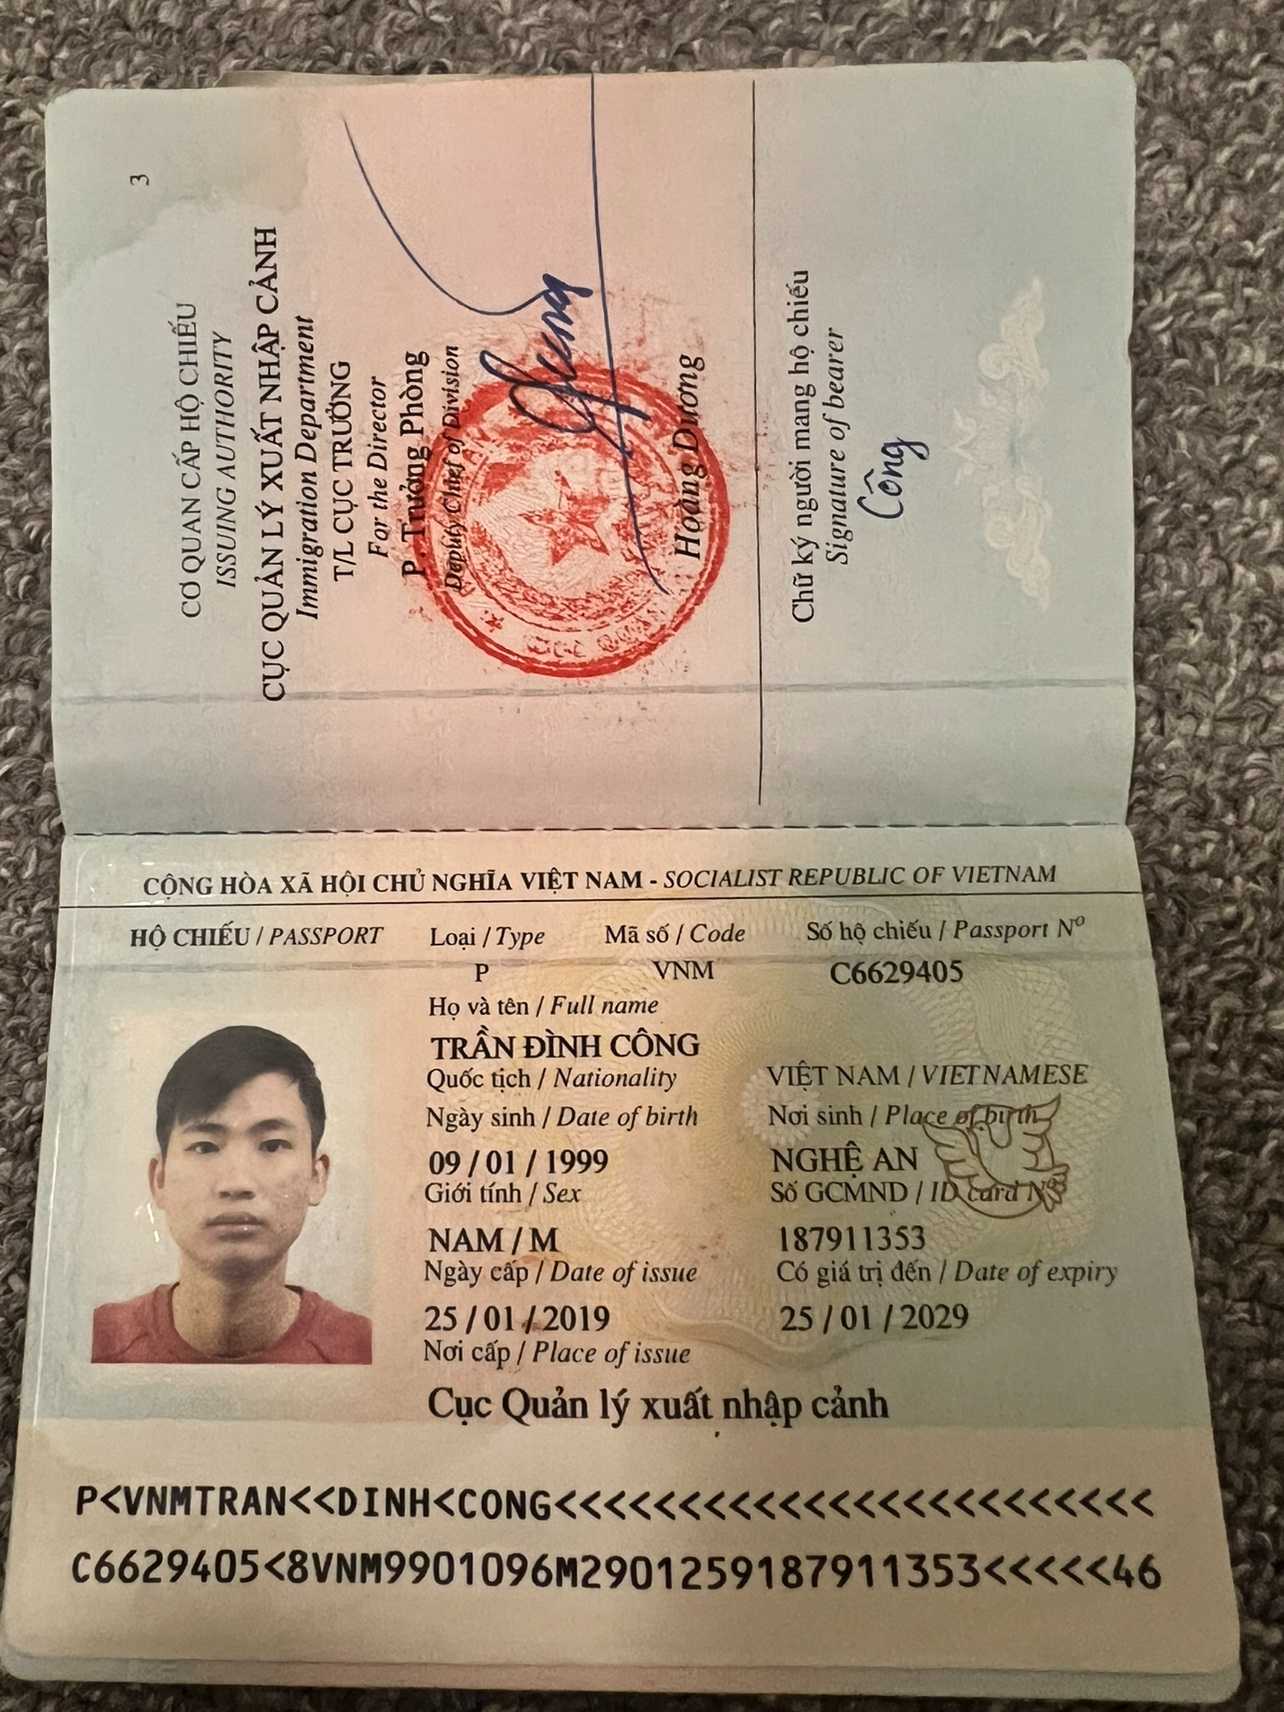 3
CƠ QUAN CẤP HỘ CHIẾU
ISSUING AUTHORITY
CỤC QUẢN LÝ XUẤT NHẬP CẢNH
Immigration Department
T/L CỤC TRƯỞNG
For the Director
P. Trưởng Phòng
Deputy Chief of Division
Hoàng Dương
Chữ ký người mang hộ chiếu
Signature of bearer
Công
CỘNG HÒA XÃ HỘI CHỦ NGHĨA VIỆT NAM - SOCIALIST REPUBLIC OF VIETNAM
HỘ CHIẾU / PASSPORT Loại / Type Mã số / Code Số hộ chiếu / Passport Nº
P VNM C6629405
Họ và tên / Full name
TRẦN ĐÌNH CÔNG
Quốc tịch / Nationality VIỆT NAM / VIETNAMESE
Ngày sinh / Date of birth Nơi sinh / Place of birth
09 / 01 / 1999 NGHỆ AN
Giới tính / Sex Số GCMND / ID card Nº
NAM / M 187911353
Ngày cấp / Date of issue Có giá trị đến / Date of expiry
25 / 01 / 2019 25 / 01 / 2029
Nơi cấp / Place of issue
Cục Quản lý xuất nhập cảnh
P<VNMTRAN<<DINH<CONG<<<<<<<<<<<<<<<<<<<<<<<<
C6629405<8VNM9901096M2901259187911353<<<<<46